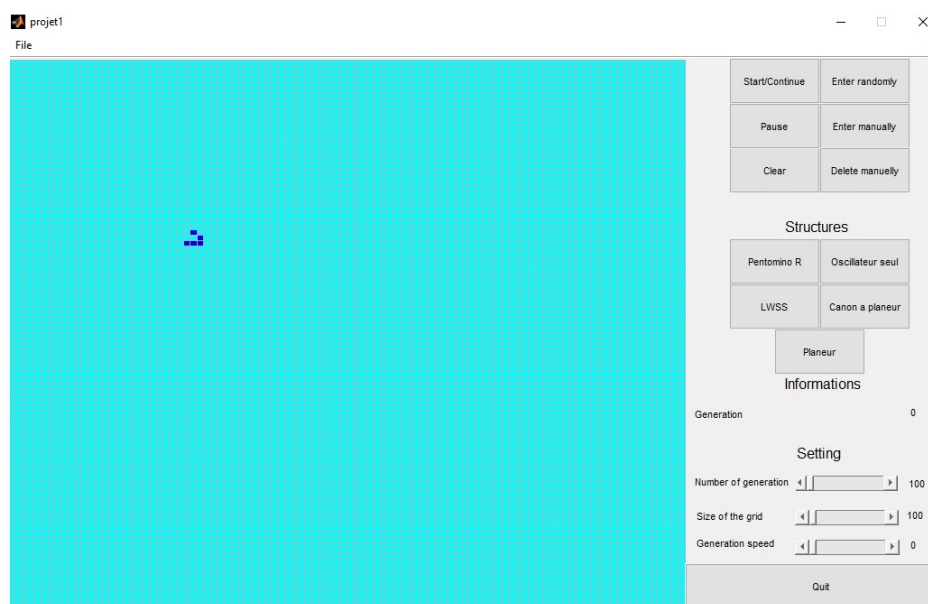 projet1
File
Start/Continue
Enter randomly
Pause
Enter manually
Clear
Delete manuelly
Structures
Pentomino R
Oscillateur seul
LWSS
Canon a planeur
Planeur
Informations
Generation 0
Setting
Number of generation 100
Size of the grid 100
Generation speed 0
Quit